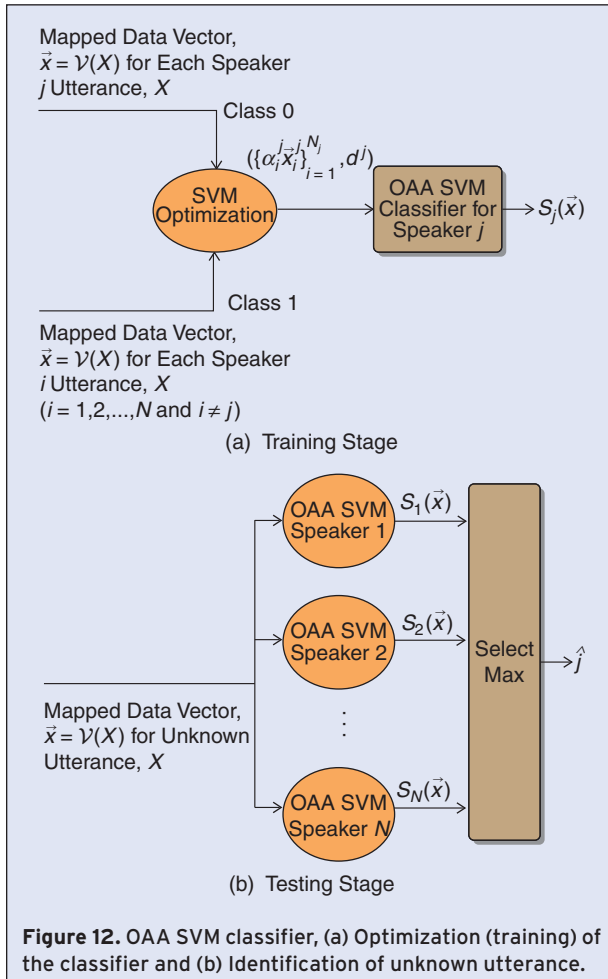 Mapped Data Vector,
x⃗ = 𝒱(X) for Each Speaker
j Utterance, X
Class 0
({α_i^j x⃗_i^j}_{i = 1}^{N_j}, d^j)
SVM
Optimization
OAA SVM
Classifier for
Speaker j
S_j(x⃗)
Class 1
Mapped Data Vector,
x⃗ = 𝒱(X) for Each Speaker
i Utterance, X
(i = 1,2,...,N and i ≠ j)
(a) Training Stage
OAA SVM
Speaker 1
S_1(x⃗)
OAA SVM
Speaker 2
S_2(x⃗)
Select
Max
ĵ
Mapped Data Vector,
x⃗ = 𝒱(X) for Unknown
Utterance, X
⋮
OAA SVM
Speaker N
S_N(x⃗)
(b) Testing Stage
Figure 12. OAA SVM classifier, (a) Optimization (training) of
the classifier and (b) Identification of unknown utterance.